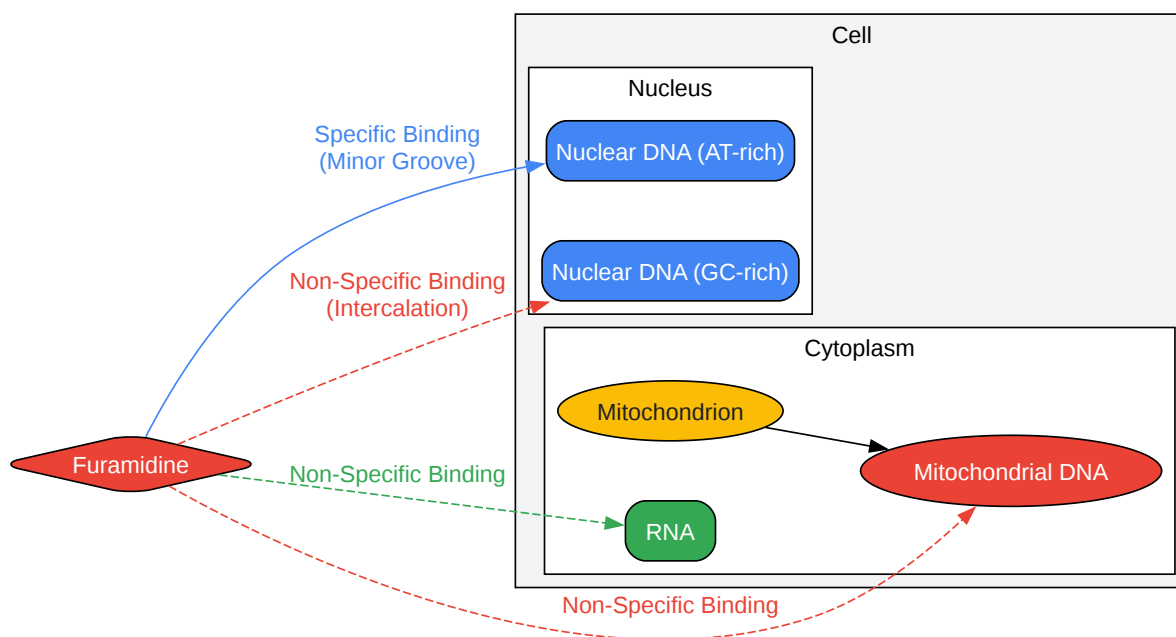 Cell
Nucleus
Specific Binding
(Minor Groove)
Nuclear DNA (AT-rich)
Non-Specific Binding
(Intercalation)
Nuclear DNA (GC-rich)
Cytoplasm
Mitochondrion
Furamidine
Non-Specific Binding
Mitochondrial DNA
RNA
Non-Specific Binding